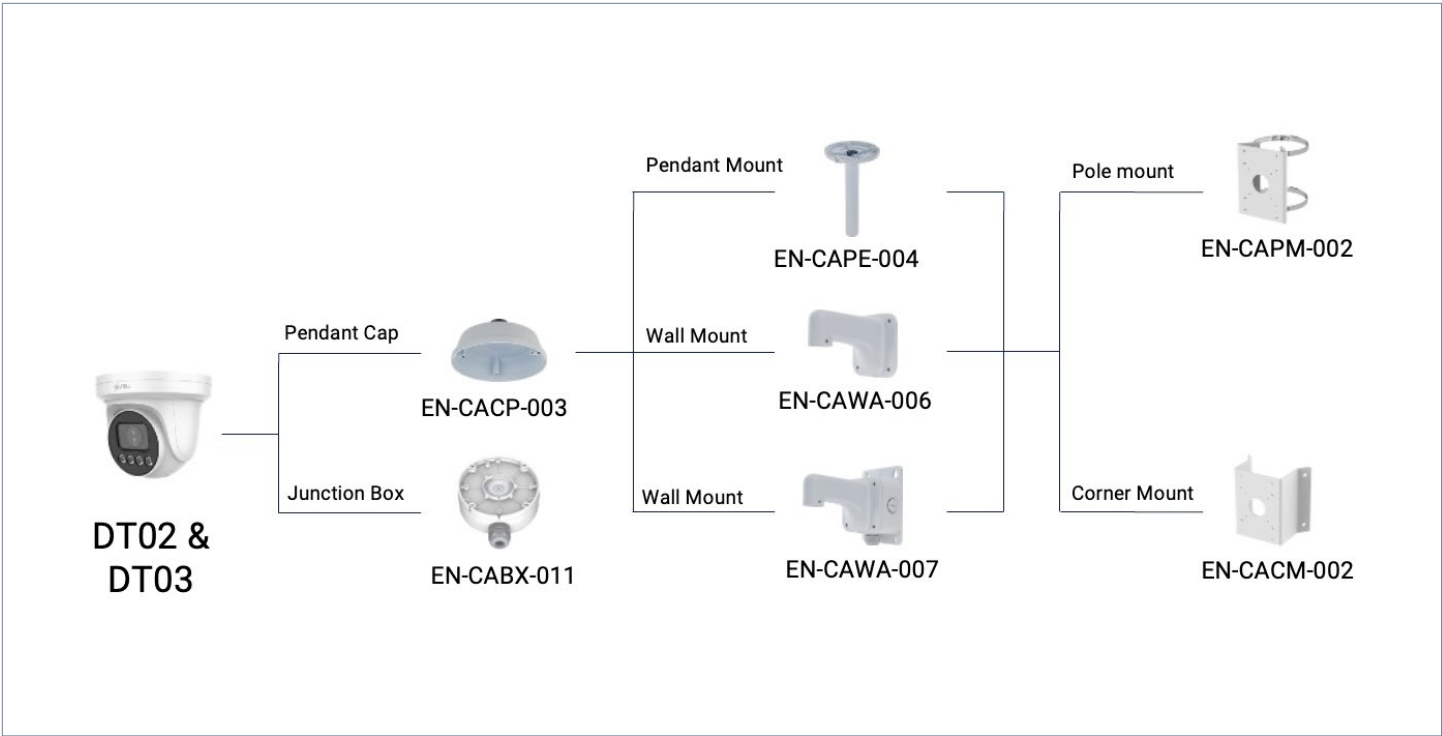 Pendant Mount
EN-CAPE-004
Pole mount
EN-CAPM-002
Pendant Cap
EN-CACP-003
Wall Mount
EN-CAWA-006
DT02 &
DT03
Junction Box
EN-CABX-011
Wall Mount
EN-CAWA-007
Corner Mount
EN-CACM-002